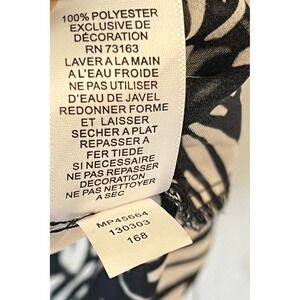 100% POLYESTER
EXCLUSIVE DE
DÉCORATION
RN 73163
LAVER A LA MAIN
A L'EAU FROIDE
NE PAS UTILISER
D'EAU DE JAVEL
REDONNER FORME
ET LAISSER
SECHER A PLAT
REPASSER A
FER TIEDE
SI NECESSAIRE
NE PAS REPASSER
DECORATION
NE PAS NETTOYER
A SEC
MP45664
130303
168